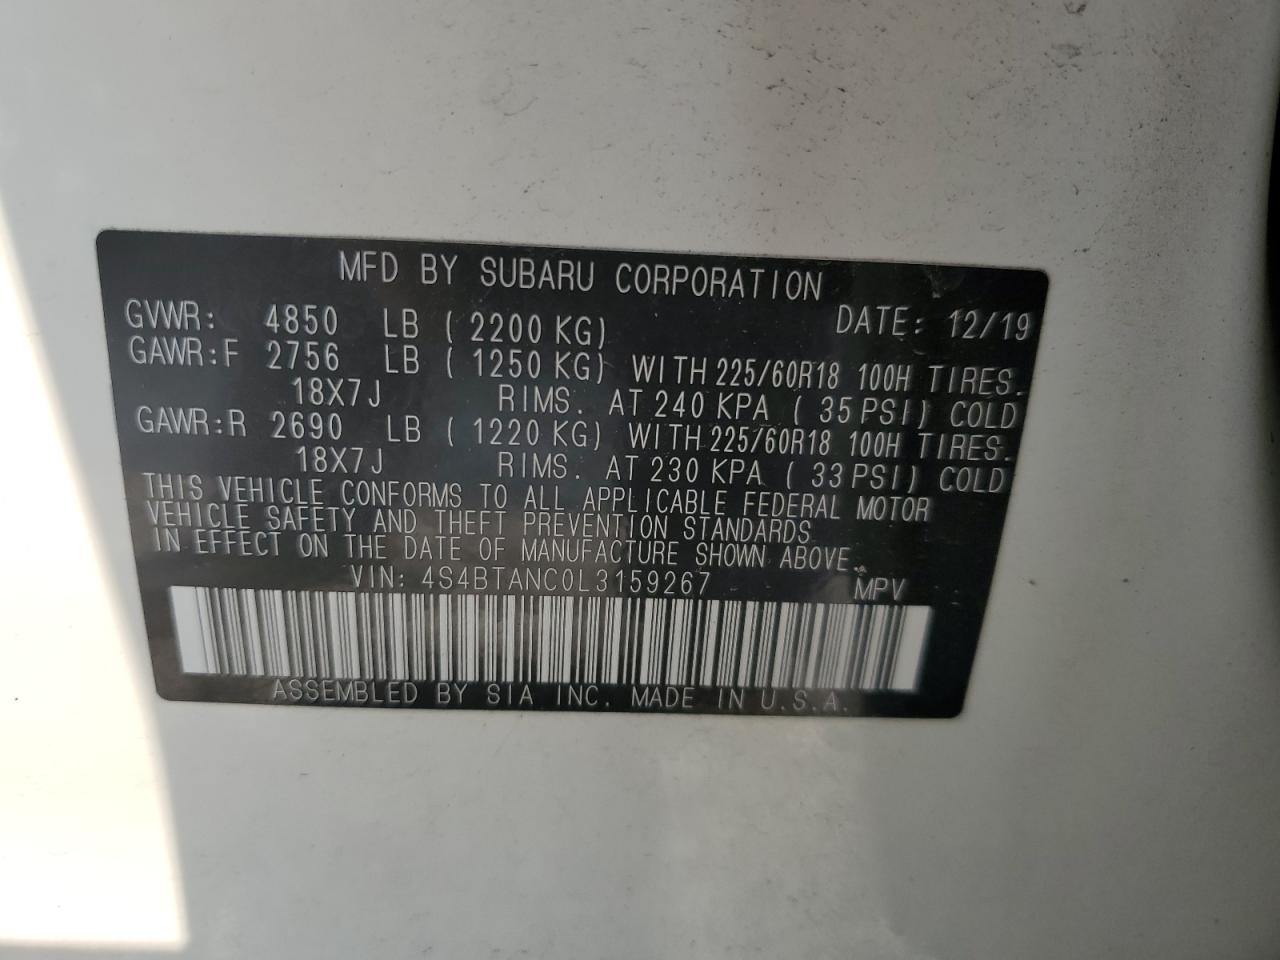 MFD BY SUBARU CORPORATION
DATE: 12/19
GVWR: 4850 LB ( 2200 KG)
GAWR:F 2756 LB ( 1250 KG) WITH 225/60R18 100H TIRES.
18X7J RIMS. AT 240 KPA ( 35 PSI) COLD
GAWR:R 2690 LB ( 1220 KG) WITH 225/60R18 100H TIRES.
18X7J RIMS. AT 230 KPA ( 33 PSI) COLD
THIS VEHICLE CONFORMS TO ALL APPLICABLE FEDERAL MOTOR
VEHICLE SAFETY AND THEFT PREVENTION STANDARDS
IN EFFECT ON THE DATE OF MANUFACTURE SHOWN ABOVE.
VIN: 4S4BTANC0L3159267 MPV
ASSEMBLED BY SIA INC. MADE IN U.S.A.